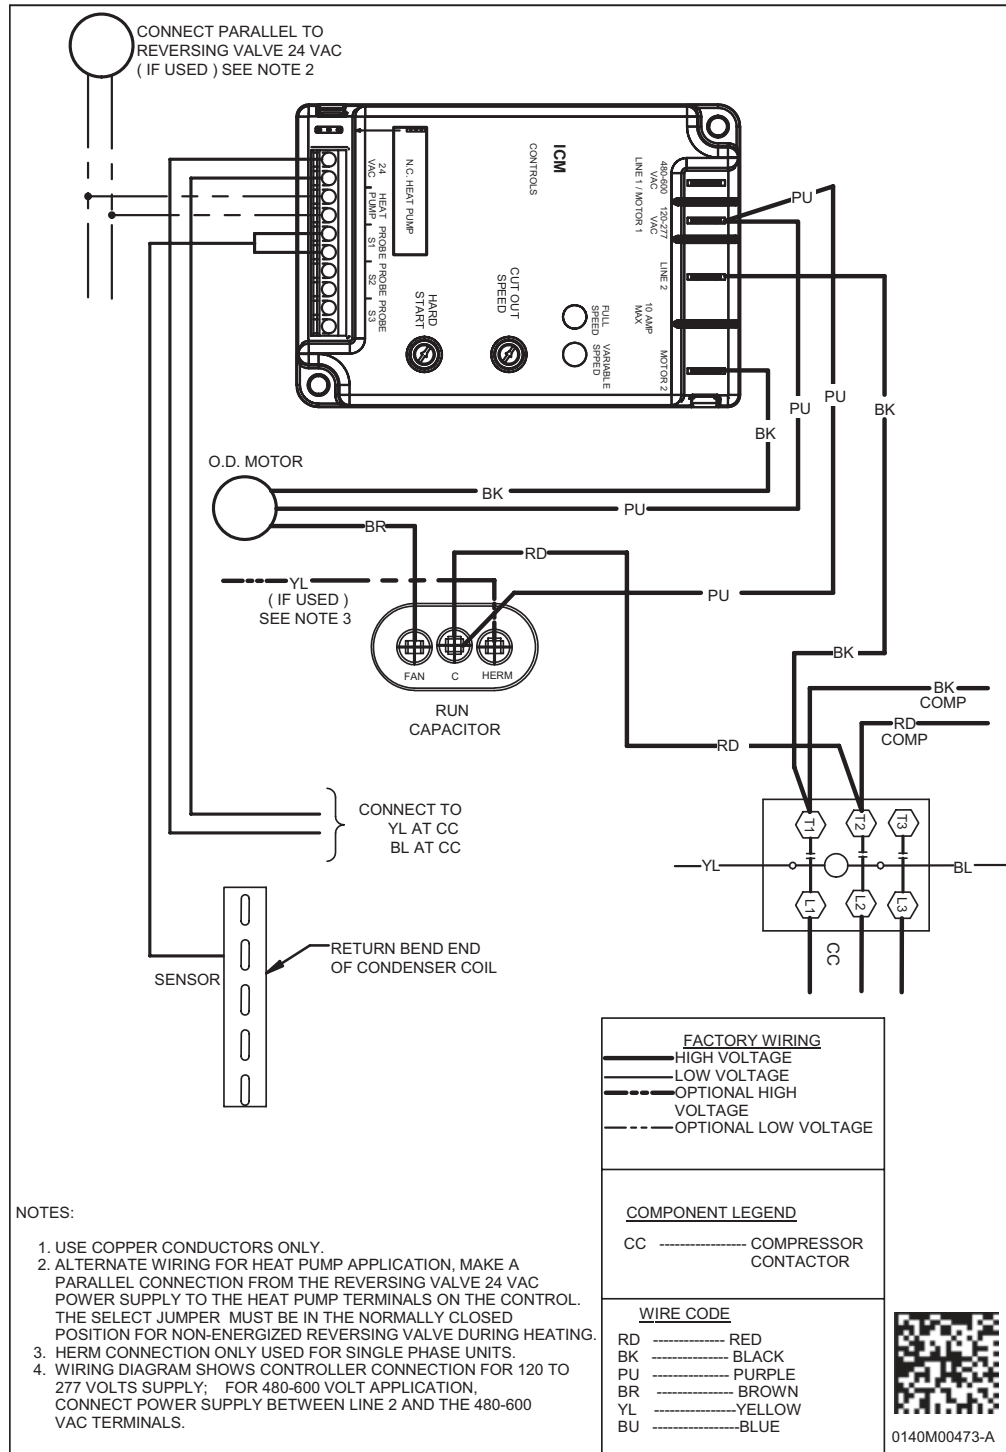 CONNECT PARALLEL TO
REVERSING VALVE 24 VAC
( IF USED ) SEE NOTE 2
24
VAC
HEAT
PUMP
PROBE
S1
PROBE
S2
PROBE
S3
N.C. HEAT PUMP
HARD
START
CUT OUT
SPEED
ICM
CONTROLS
FULL
SPEED
VARIABLE
SPPED
480-600
VAC
120-277
VAC
LINE 1 / MOTOR 1
LINE 2
10 AMP
MAX
MOTOR 2
PU
PU
PU
BK
BK
O.D. MOTOR
BK
PU
BR
RD
YL
( IF USED )
SEE NOTE 3
PU
FAN
C
HERM
RUN
CAPACITOR
BK
BK
COMP
RD
COMP
RD
CONNECT TO
YL AT CC
BL AT CC
T1
T2
T3
YL
BL
L1
L2
L3
CC
RETURN BEND END
OF CONDENSER COIL
SENSOR
FACTORY WIRING
HIGH VOLTAGE
LOW VOLTAGE
OPTIONAL HIGH
VOLTAGE
OPTIONAL LOW VOLTAGE
COMPONENT LEGEND
CC ---------------- COMPRESSOR
CONTACTOR
WIRE CODE
RD ------------- RED
BK -------------- BLACK
PU -------------- PURPLE
BR -------------- BROWN
YL ---------------YELLOW
BU ----------------BLUE
NOTES:
1. USE COPPER CONDUCTORS ONLY.
2. ALTERNATE WIRING FOR HEAT PUMP APPLICATION, MAKE A
PARALLEL CONNECTION FROM THE REVERSING VALVE 24 VAC
POWER SUPPLY TO THE HEAT PUMP TERMINALS ON THE CONTROL.
THE SELECT JUMPER MUST BE IN THE NORMALLY CLOSED
POSITION FOR NON-ENERGIZED REVERSING VALVE DURING HEATING.
3. HERM CONNECTION ONLY USED FOR SINGLE PHASE UNITS.
4. WIRING DIAGRAM SHOWS CONTROLLER CONNECTION FOR 120 TO
277 VOLTS SUPPLY; FOR 480-600 VOLT APPLICATION,
CONNECT POWER SUPPLY BETWEEN LINE 2 AND THE 480-600
VAC TERMINALS.
0140M00473-A